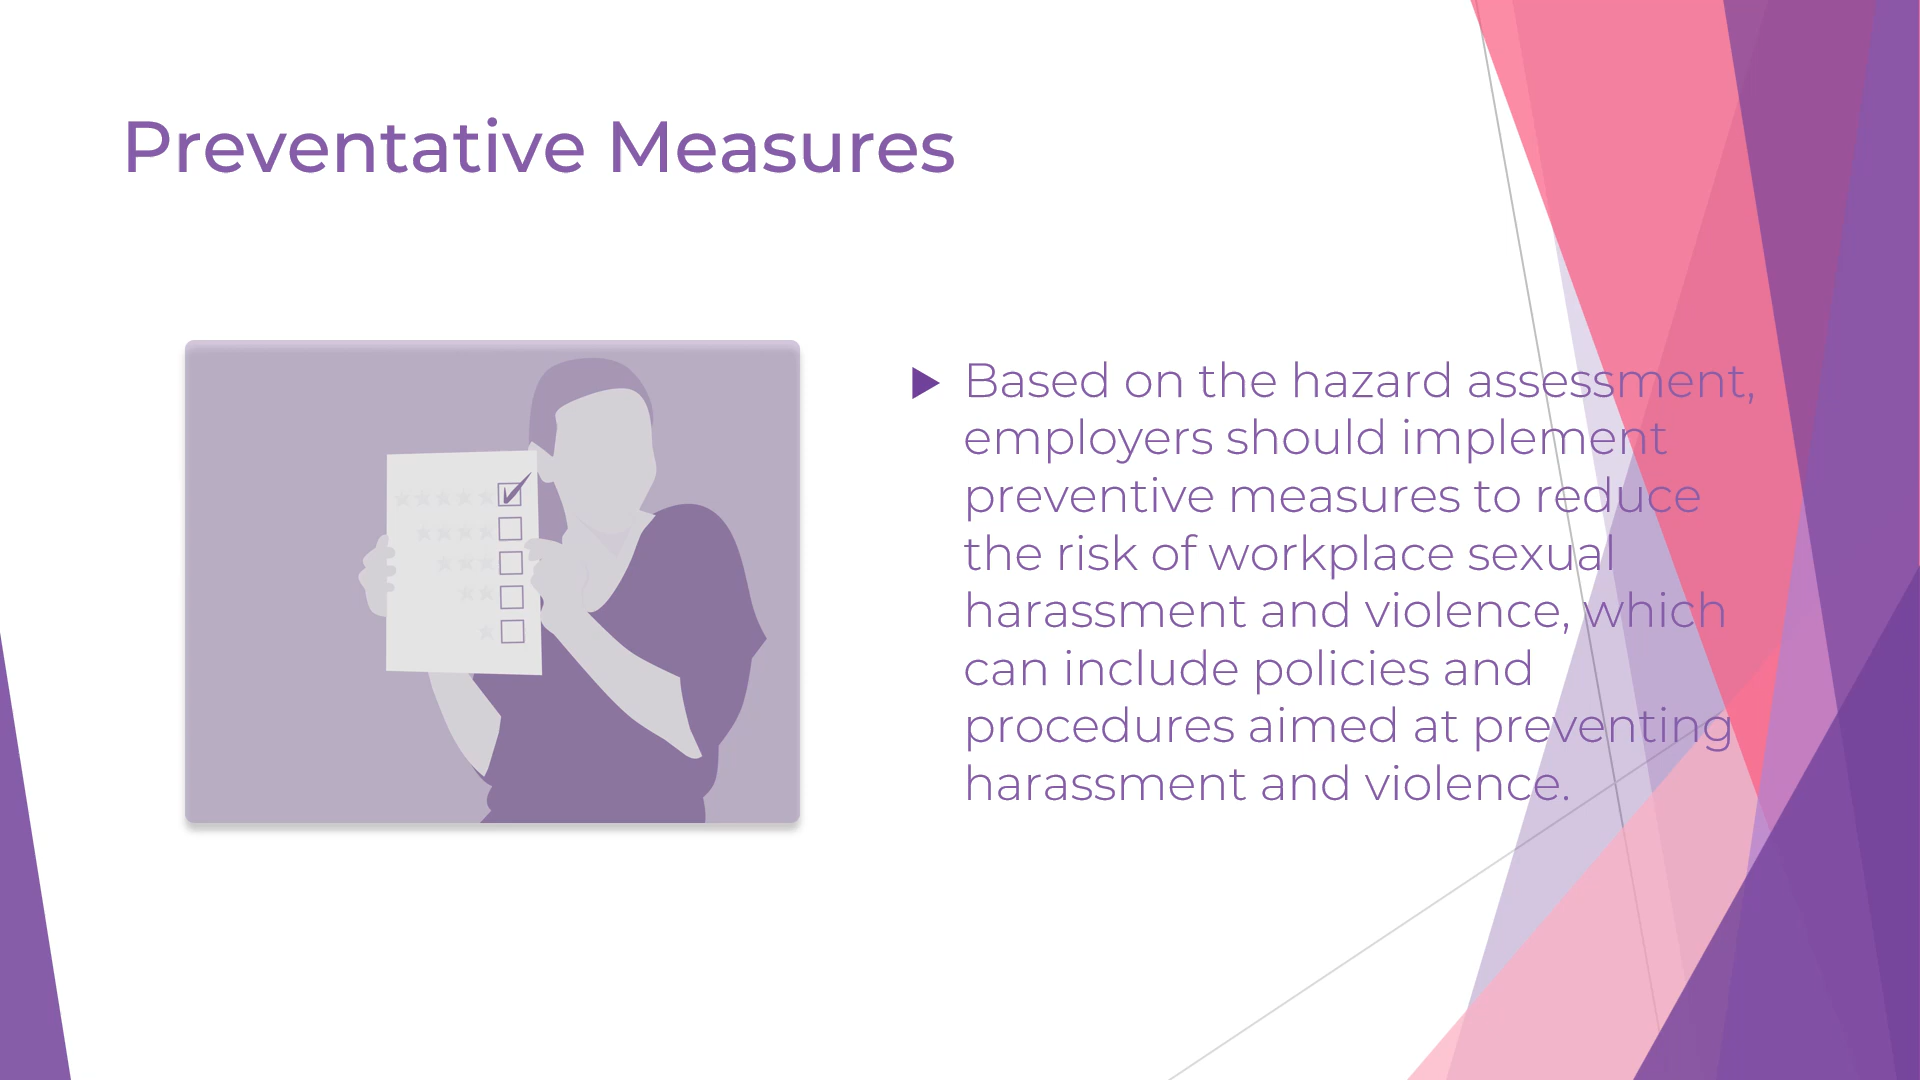 Preventative Measures
Based on the hazard assessment,
employers should implement
preventive measures to reduce
the risk of workplace sexual
harassment and violence, which
can include policies and
procedures aimed at preventing
harassment and violence.